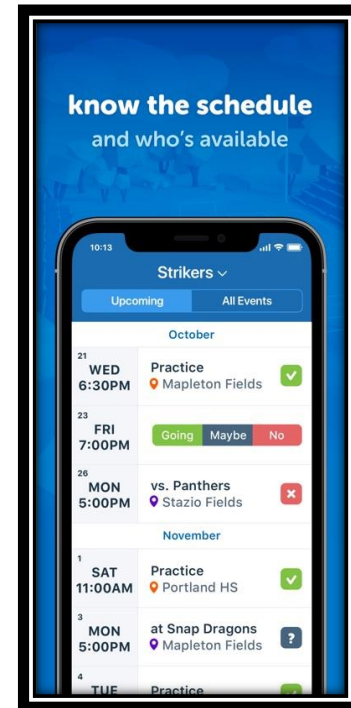 know the schedule
and who's available
10:13
Strikers
Upcoming All Events
October
21
WED
6:30PM
Practice
Mapleton Fields
23
FRI
7:00PM
Going Maybe No
26
MON
5:00PM
vs. Panthers
Stazio Fields
November
1
SAT
11:00AM
Practice
Portland HS
3
MON
5:00PM
at Snap Dragons
Mapleton Fields
?
4
TUE
Practice